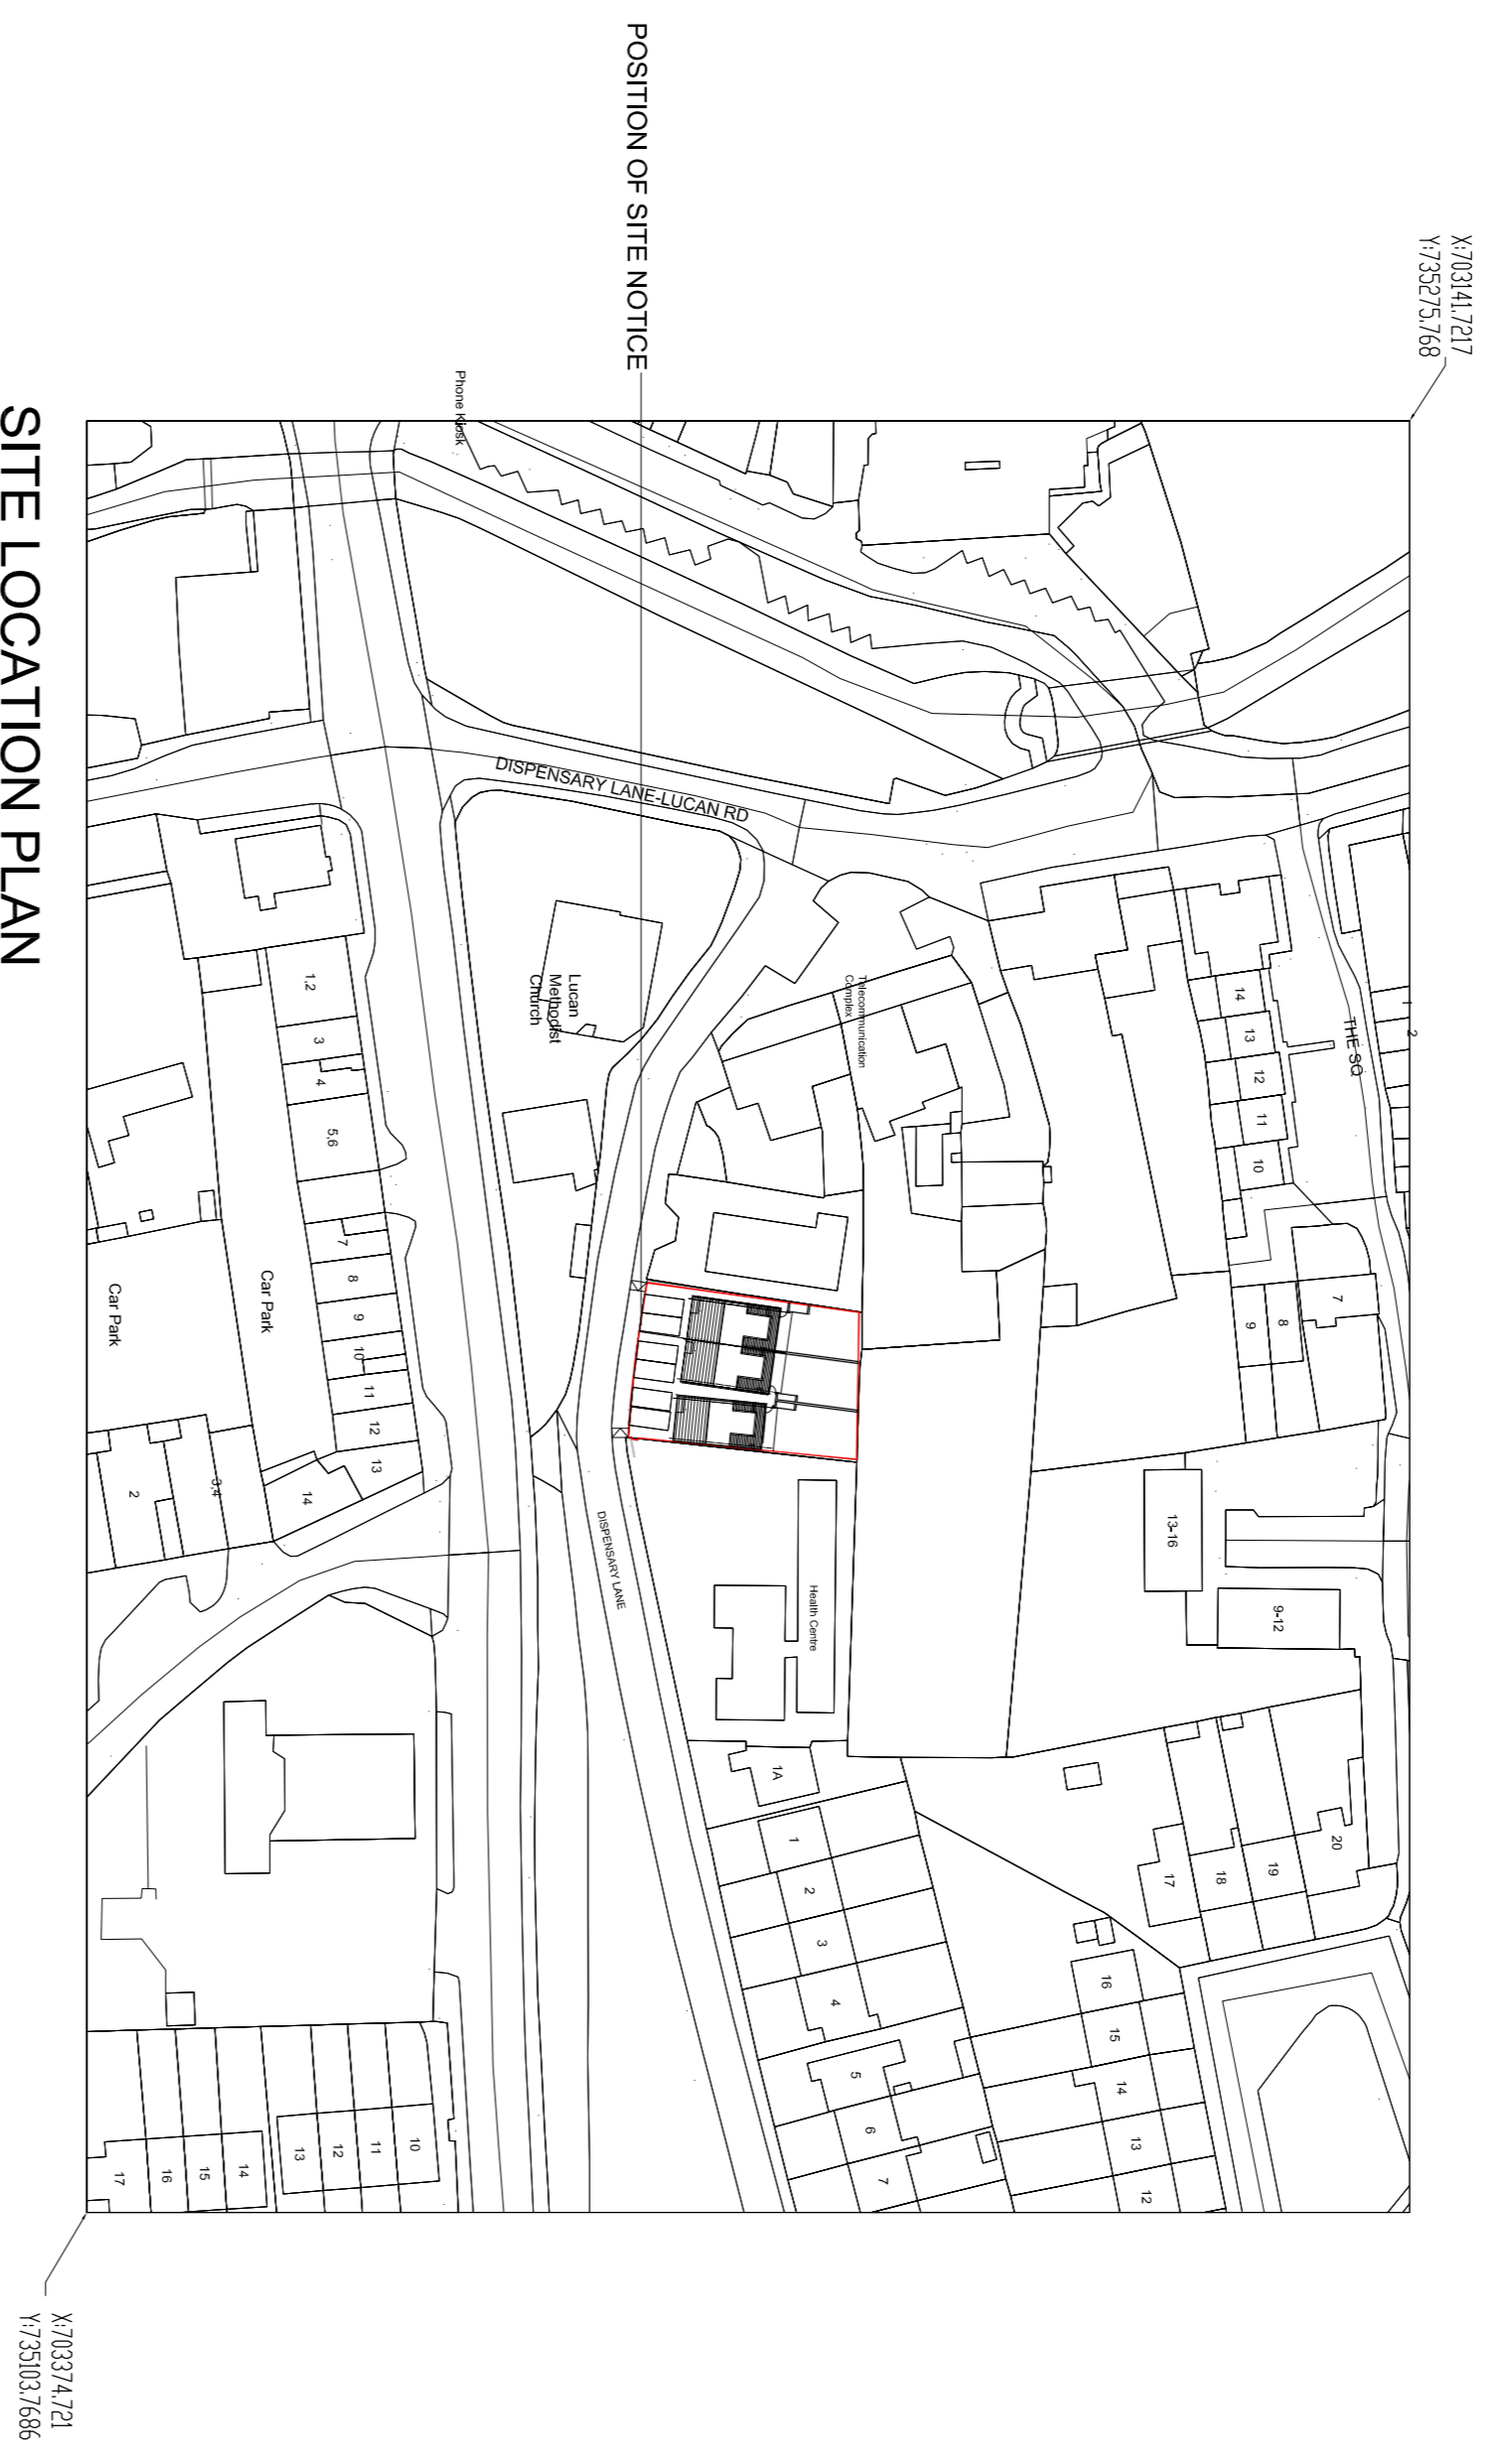 X:703141.7217
Y:735275.768
THE SQ
1
2
14
13
12
11
10
9
8
7
13-16
9-12
20
19
18
17
16
15
14
13
12
Telecommunication
Complex
Health Centre
1A
1
2
3
4
5
6
7
POSITION OF SITE NOTICE
DISPENSARY LANE-LUCAN RD
DISPENSARY LANE
Lucan
Methodist
Church
Phone Kiosk
1,2
3
4
5,6
7
8
9
10
11
12
13
14
Car Park
Car Park
3,4
2
10
11
12
13
14
15
16
17
X:703374.721
Y:735103.7686
SITE LOCATION PLAN